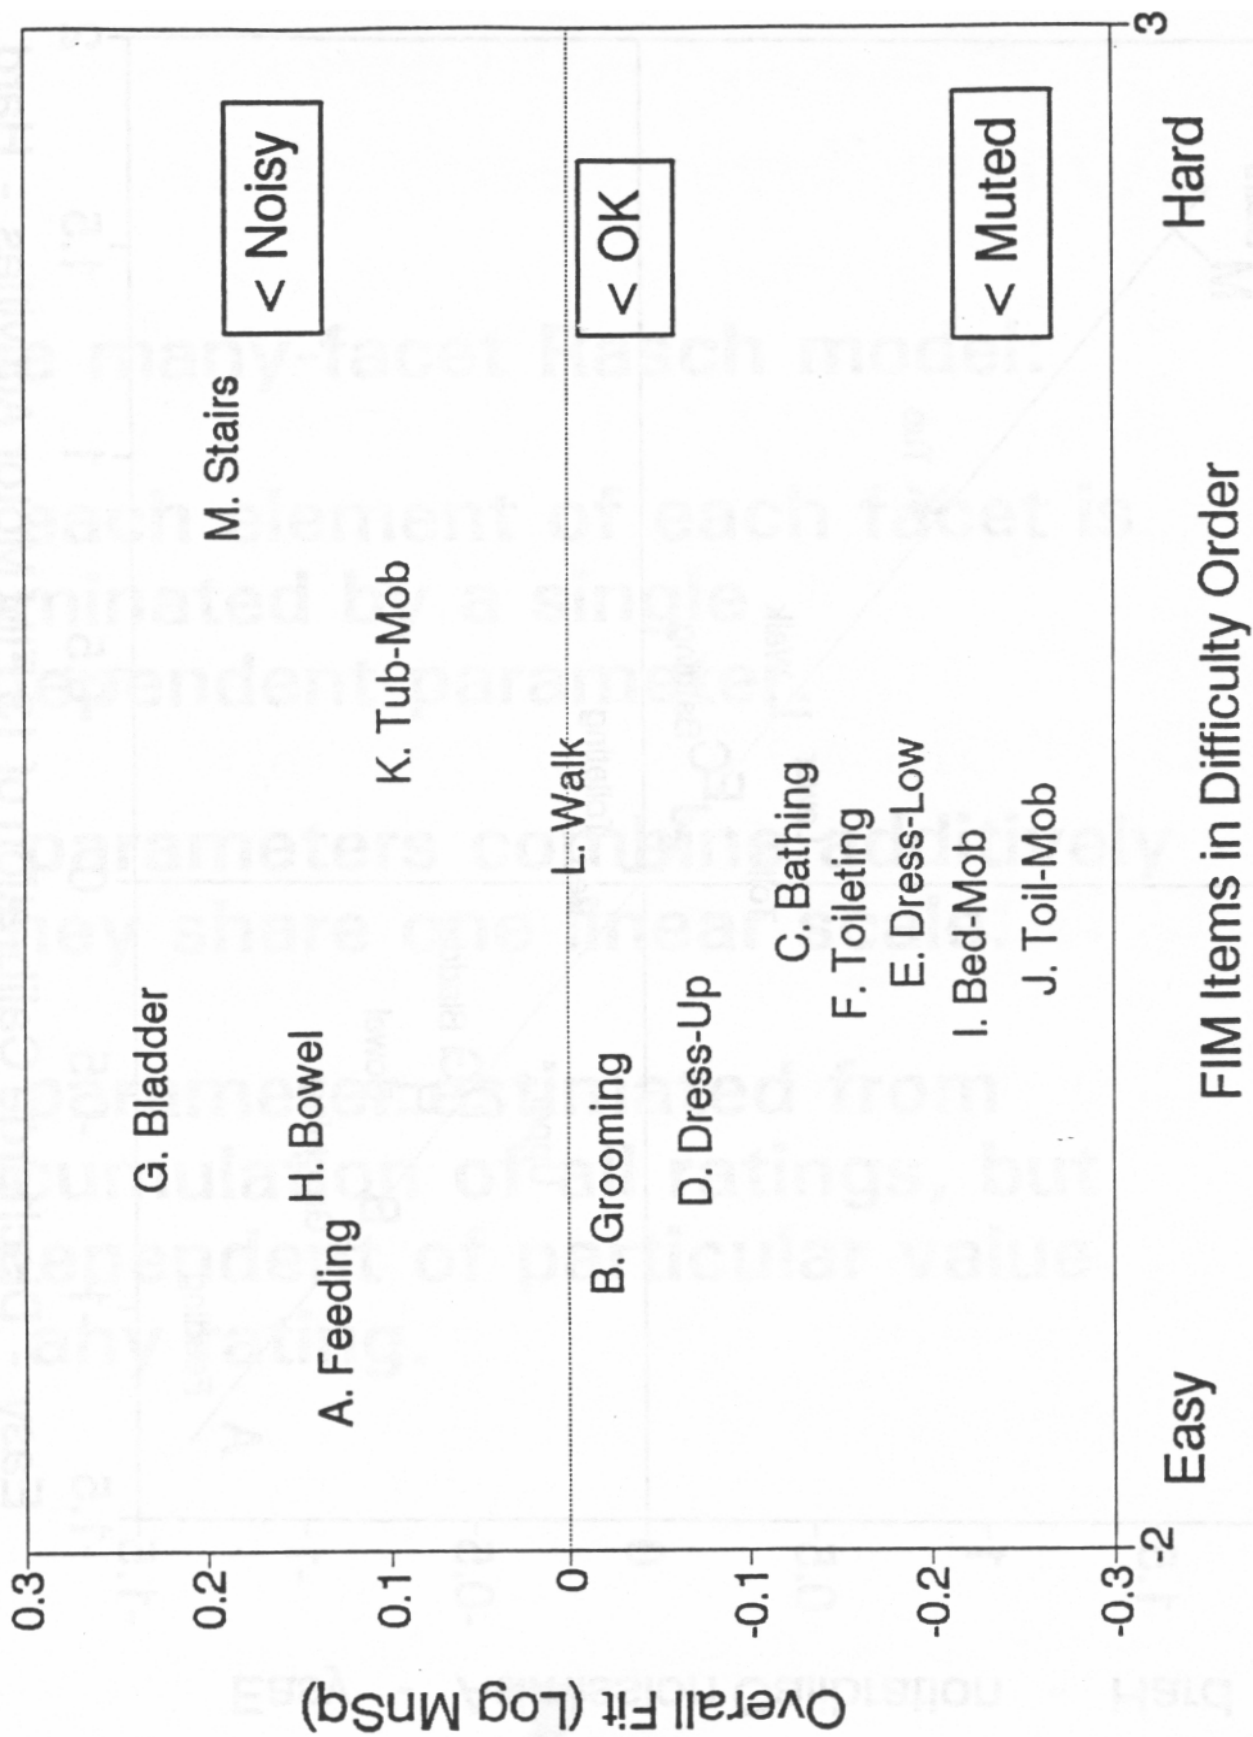 Overall Fit (Log MnSq)
0.3
0.2
0.1
0
-0.1
-0.2
-0.3
G. Bladder
M. Stairs
< Noisy
H. Bowel
A. Feeding
K. Tub-Mob
L. Walk
B. Grooming
< OK
D. Dress-Up
C. Bathing
F. Toileting
E. Dress-Low
I. Bed-Mob
< Muted
J. Toil-Mob
-2
3
Easy
Hard
FIM Items in Difficulty Order